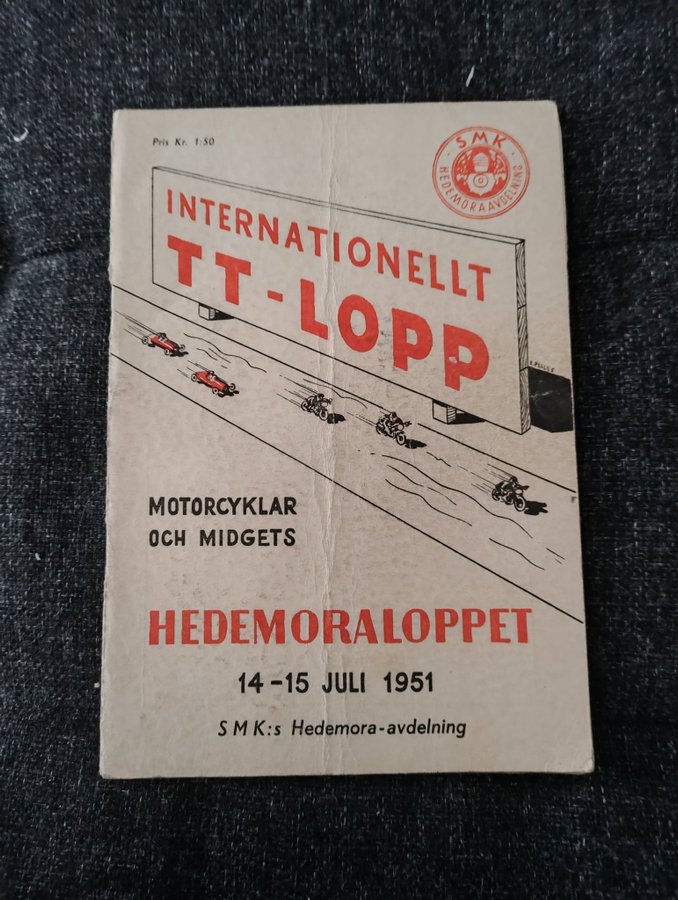 Pris Kr. 1:50
· SMK ·
HEDEMORAAVDELNING
INTERNATIONELLT
TT-LOPP
MOTORCYKLAR
OCH MIDGETS
HEDEMORALOPPET
14-15 JULI 1951
SMK:s Hedemora-avdelning